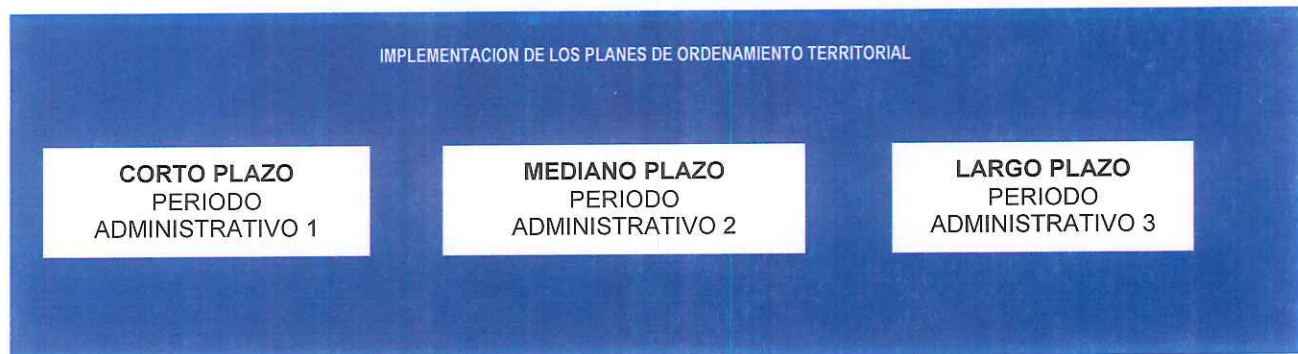 IMPLEMENTACION DE LOS PLANES DE ORDENAMIENTO TERRITORIAL
CORTO PLAZO
PERIODO
ADMINISTRATIVO 1
MEDIANO PLAZO
PERIODO
ADMINISTRATIVO 2
LARGO PLAZO
PERIODO
ADMINISTRATIVO 3